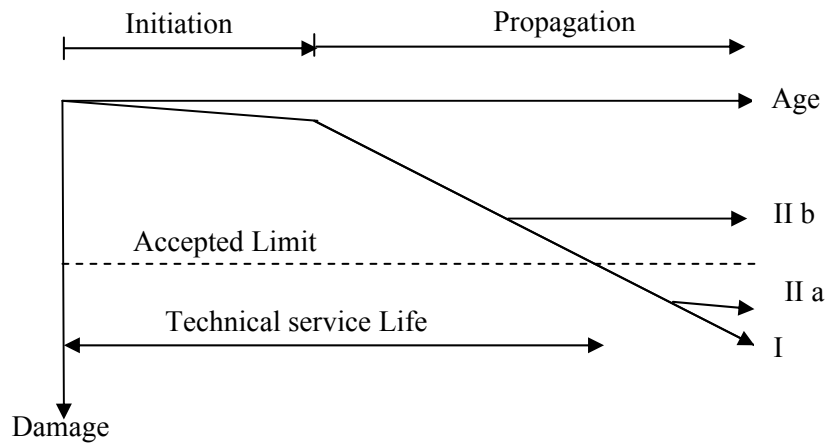 Initiation
Propagation
Age
II b
Accepted Limit
II a
Technical service Life
I
Damage